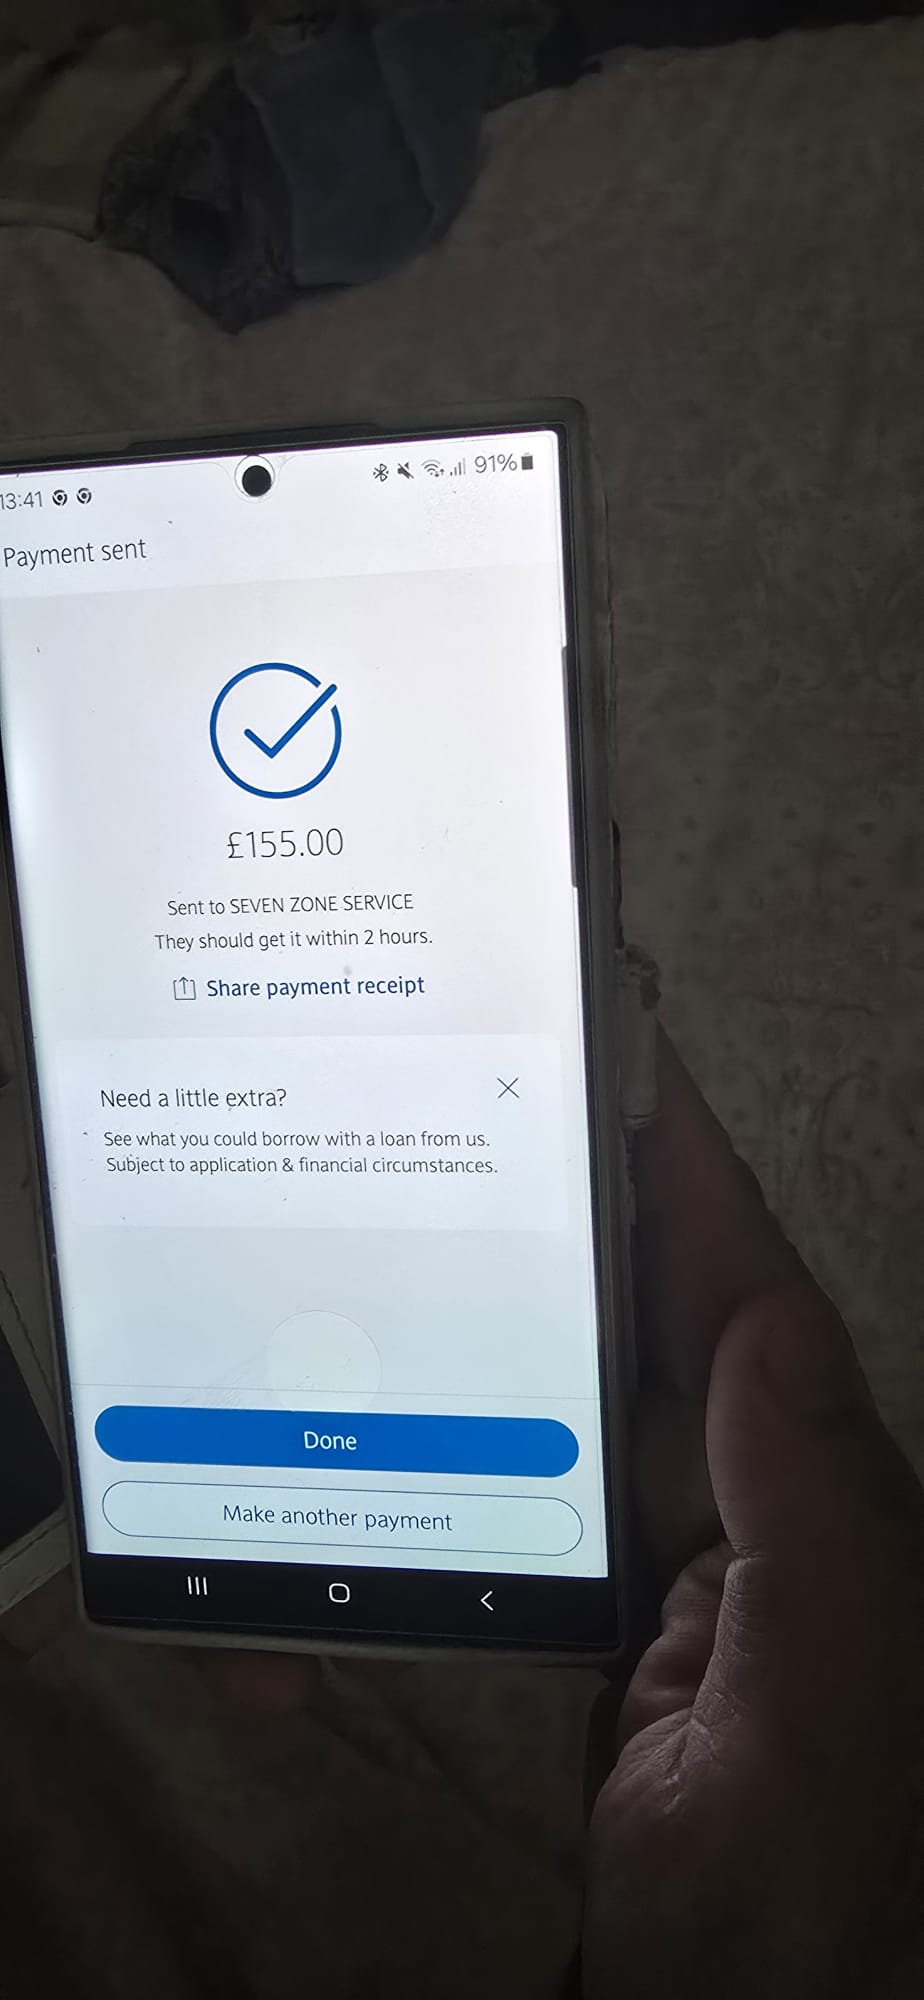 13:41 91%
Payment sent
£155.00
Sent to SEVEN ZONE SERVICE
They should get it within 2 hours.
Share payment receipt
Need a little extra?
See what you could borrow with a loan from us.
Subject to application & financial circumstances.
Done
Make another payment